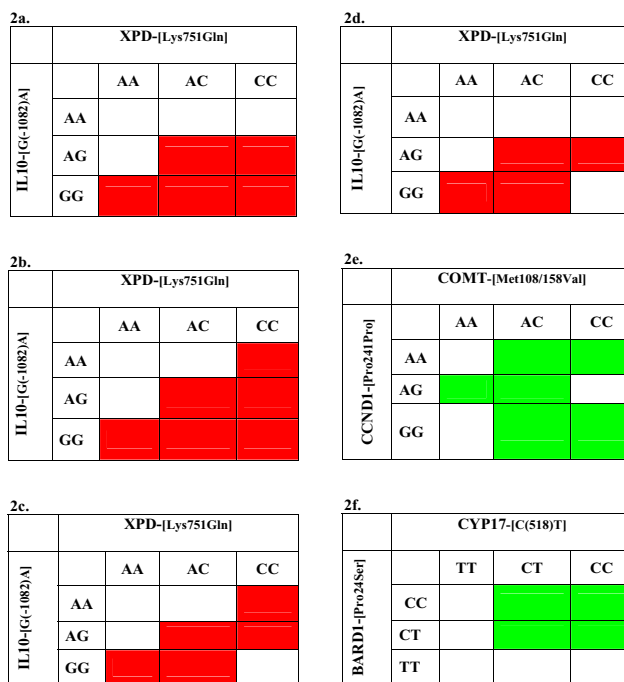 2a.
XPD-[Lys751Gln]
IL10-[G(-1082)A]
AA AC CC
AA
AG
GG
2b.
XPD-[Lys751Gln]
IL10-[G(-1082)A]
AA AC CC
AA
AG
GG
2c.
XPD-[Lys751Gln]
IL10-[G(-1082)A]
AA AC CC
AA
AG
GG
2d.
XPD-[Lys751Gln]
IL10-[G(-1082)A]
AA AC CC
AA
AG
GG
2e.
COMT-[Met108/158Val]
CCND1-[Pro241Pro]
AA AC CC
AA
AG
GG
2f.
CYP17-[C(518)T]
BARD1-[Pro24Ser]
TT CT CC
CC
CT
TT